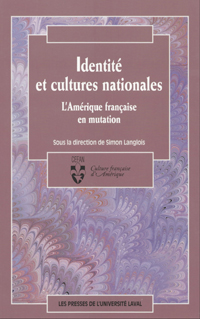 Identité
et cultures nationales
L'Amérique française
en mutation
Sous la direction de Simon Langlois
CEFAN
Culture française
d'Amérique
LES PRESSES DE L'UNIVERSITÉ LAVAL